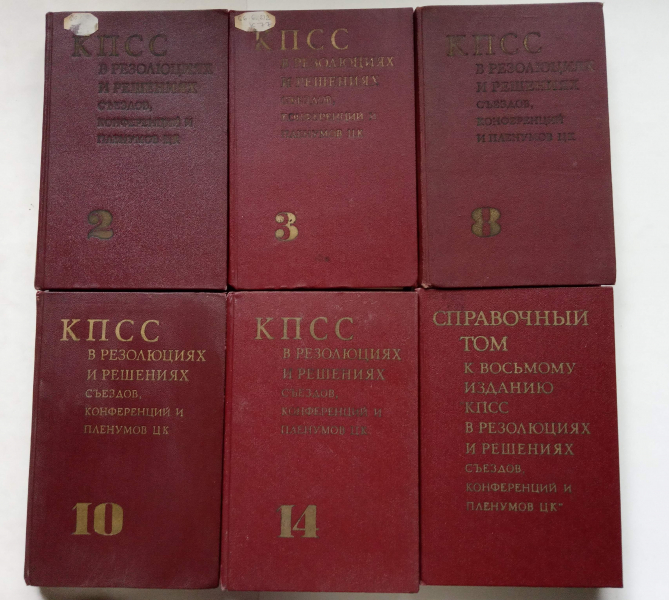 КПСС
В РЕЗОЛЮЦИЯХ
И РЕШЕНИЯХ
СЪЕЗДОВ,
КОНФЕРЕНЦИЙ И
ПЛЕНУМОВ ЦК
2
КПСС
В РЕЗОЛЮЦИЯХ
И РЕШЕНИЯХ
СЪЕЗДОВ,
КОНФЕРЕНЦИЙ И
ПЛЕНУМОВ ЦК
3
КПСС
В РЕЗОЛЮЦИЯХ
И РЕШЕНИЯХ
СЪЕЗДОВ,
КОНФЕРЕНЦИЙ
И ПЛЕНУМОВ ЦК
8
КПСС
В РЕЗОЛЮЦИЯХ
И РЕШЕНИЯХ
СЪЕЗДОВ,
КОНФЕРЕНЦИЙ И
ПЛЕНУМОВ ЦК
10
КПСС
В РЕЗОЛЮЦИЯХ
И РЕШЕНИЯХ
СЪЕЗДОВ,
КОНФЕРЕНЦИЙ И
ПЛЕНУМОВ ЦК
14
СПРАВОЧНЫЙ
ТОМ
К ВОСЬМОМУ
ИЗДАНИЮ
КПСС
В РЕЗОЛЮЦИЯХ
И РЕШЕНИЯХ
СЪЕЗДОВ,
КОНФЕРЕНЦИЙ И
ПЛЕНУМОВ ЦК"